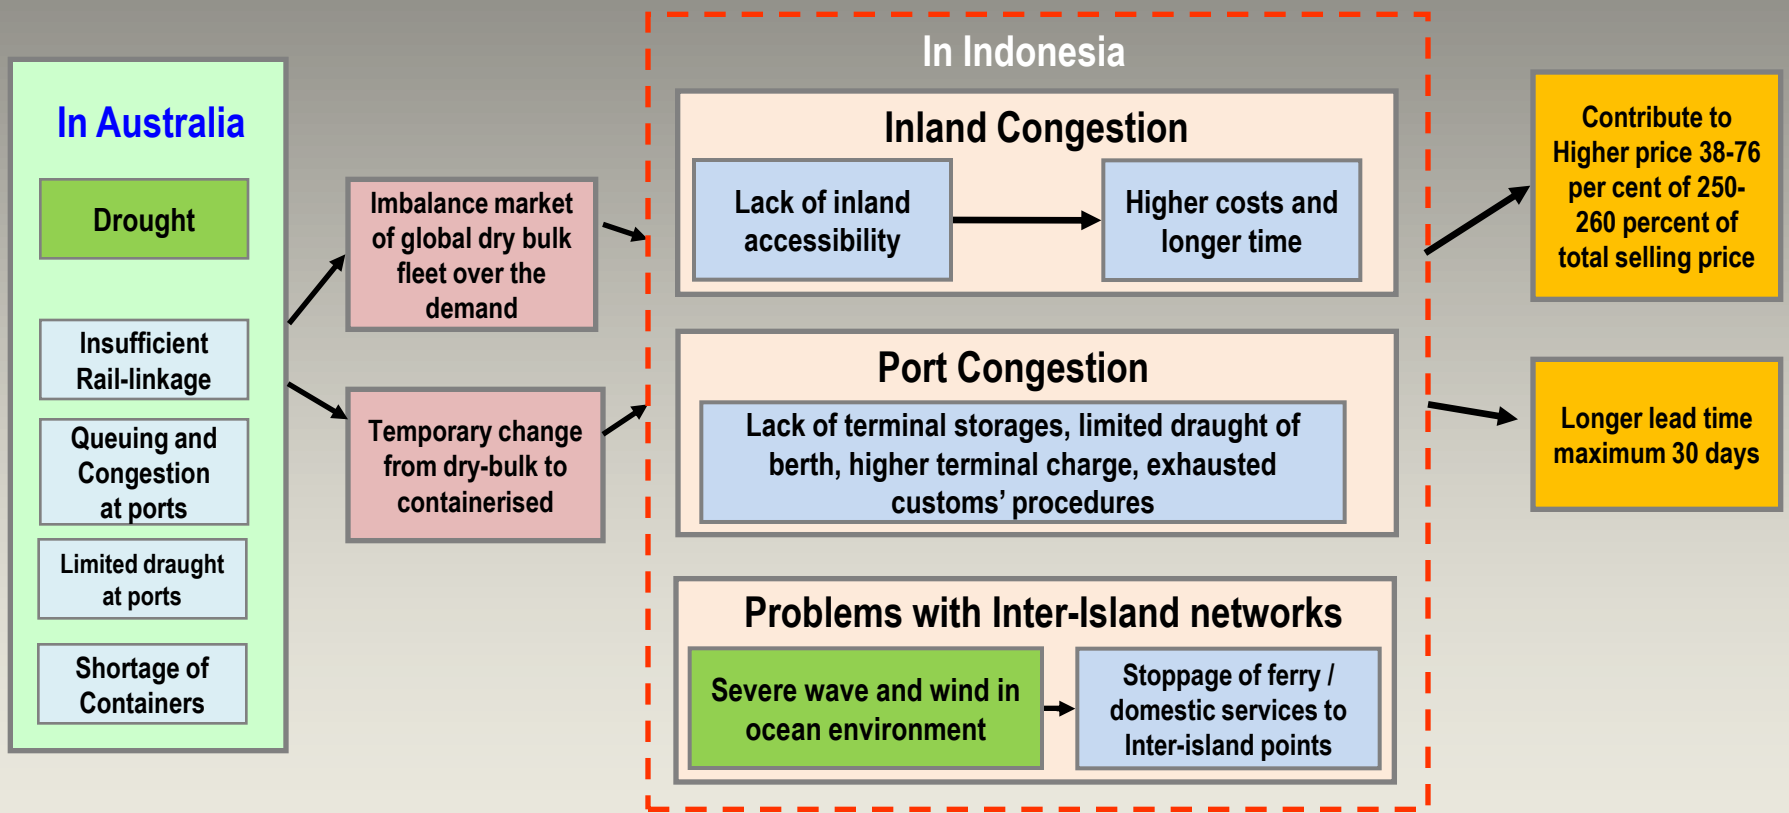 In Australia
Drought
Insufficient
Rail-linkage
Queuing and
Congestion
at ports
Limited draught
at ports
Shortage of
Containers
Imbalance market
of global dry bulk
fleet over the
demand
Temporary change
from dry-bulk to
containerised
In Indonesia
Inland Congestion
Lack of inland
accessibility
Higher costs and
longer time
Port Congestion
Lack of terminal storages, limited draught of
berth, higher terminal charge, exhausted
customs’ procedures
Problems with Inter-Island networks
Severe wave and wind in
ocean environment
Stoppage of ferry /
domestic services to
Inter-island points
Contribute to
Higher price 38-76
per cent of 250-
260 percent of
total selling price
Longer lead time
maximum 30 days